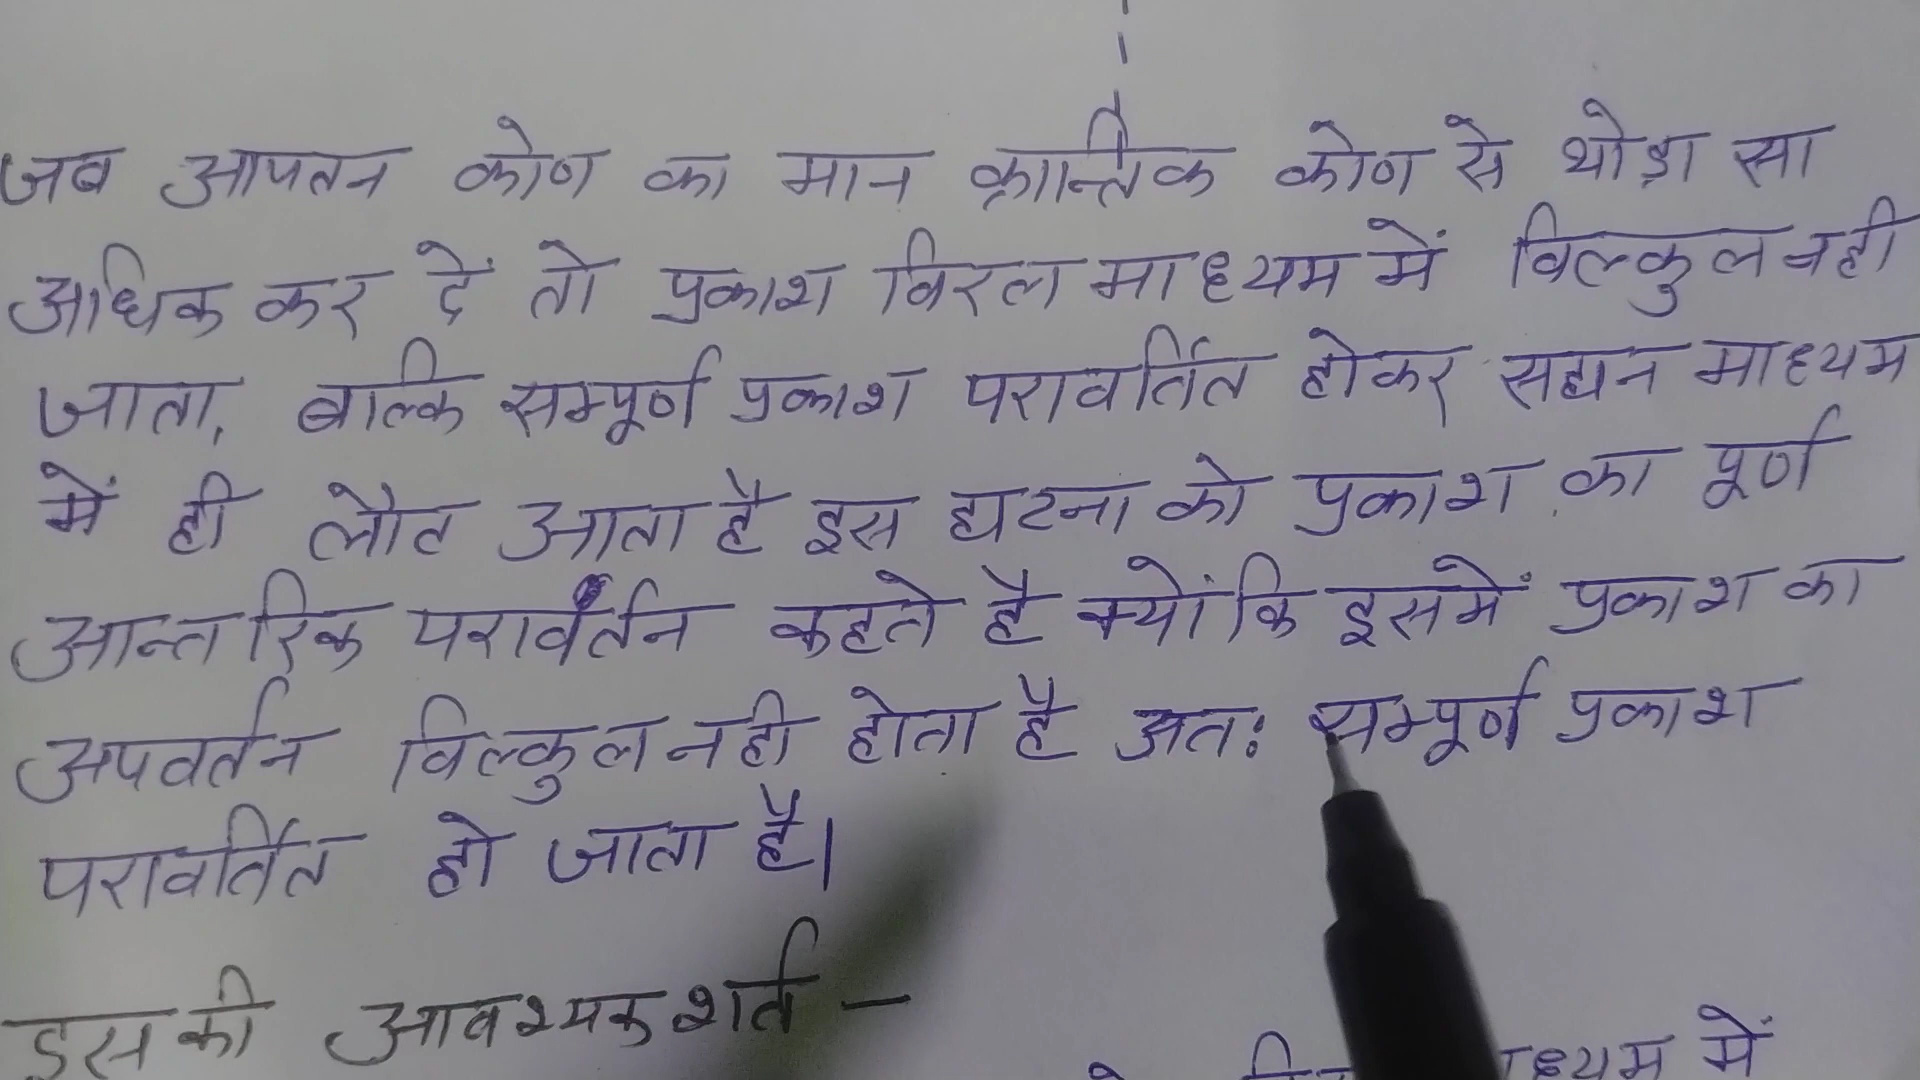 जब आपतन कोण का मान क्रान्तिक कोण से थोड़ा सा
अधिक कर दें तो प्रकाश विरल माध्यम में विल्कुल नही
जाता, बल्कि सम्पूर्ण प्रकाश परावर्तित होकर सघन माध्यम
में ही लौट आता है इस घटना को प्रकाश का पूर्ण
आन्तरिक परावर्तन कहते है क्यों कि इसमें प्रकाश का
अपवर्तन विल्कुल नही होता है अतः सम्पूर्ण प्रकाश
परावर्तित हो जाता है।
इसकी आवश्यक शर्त –
में